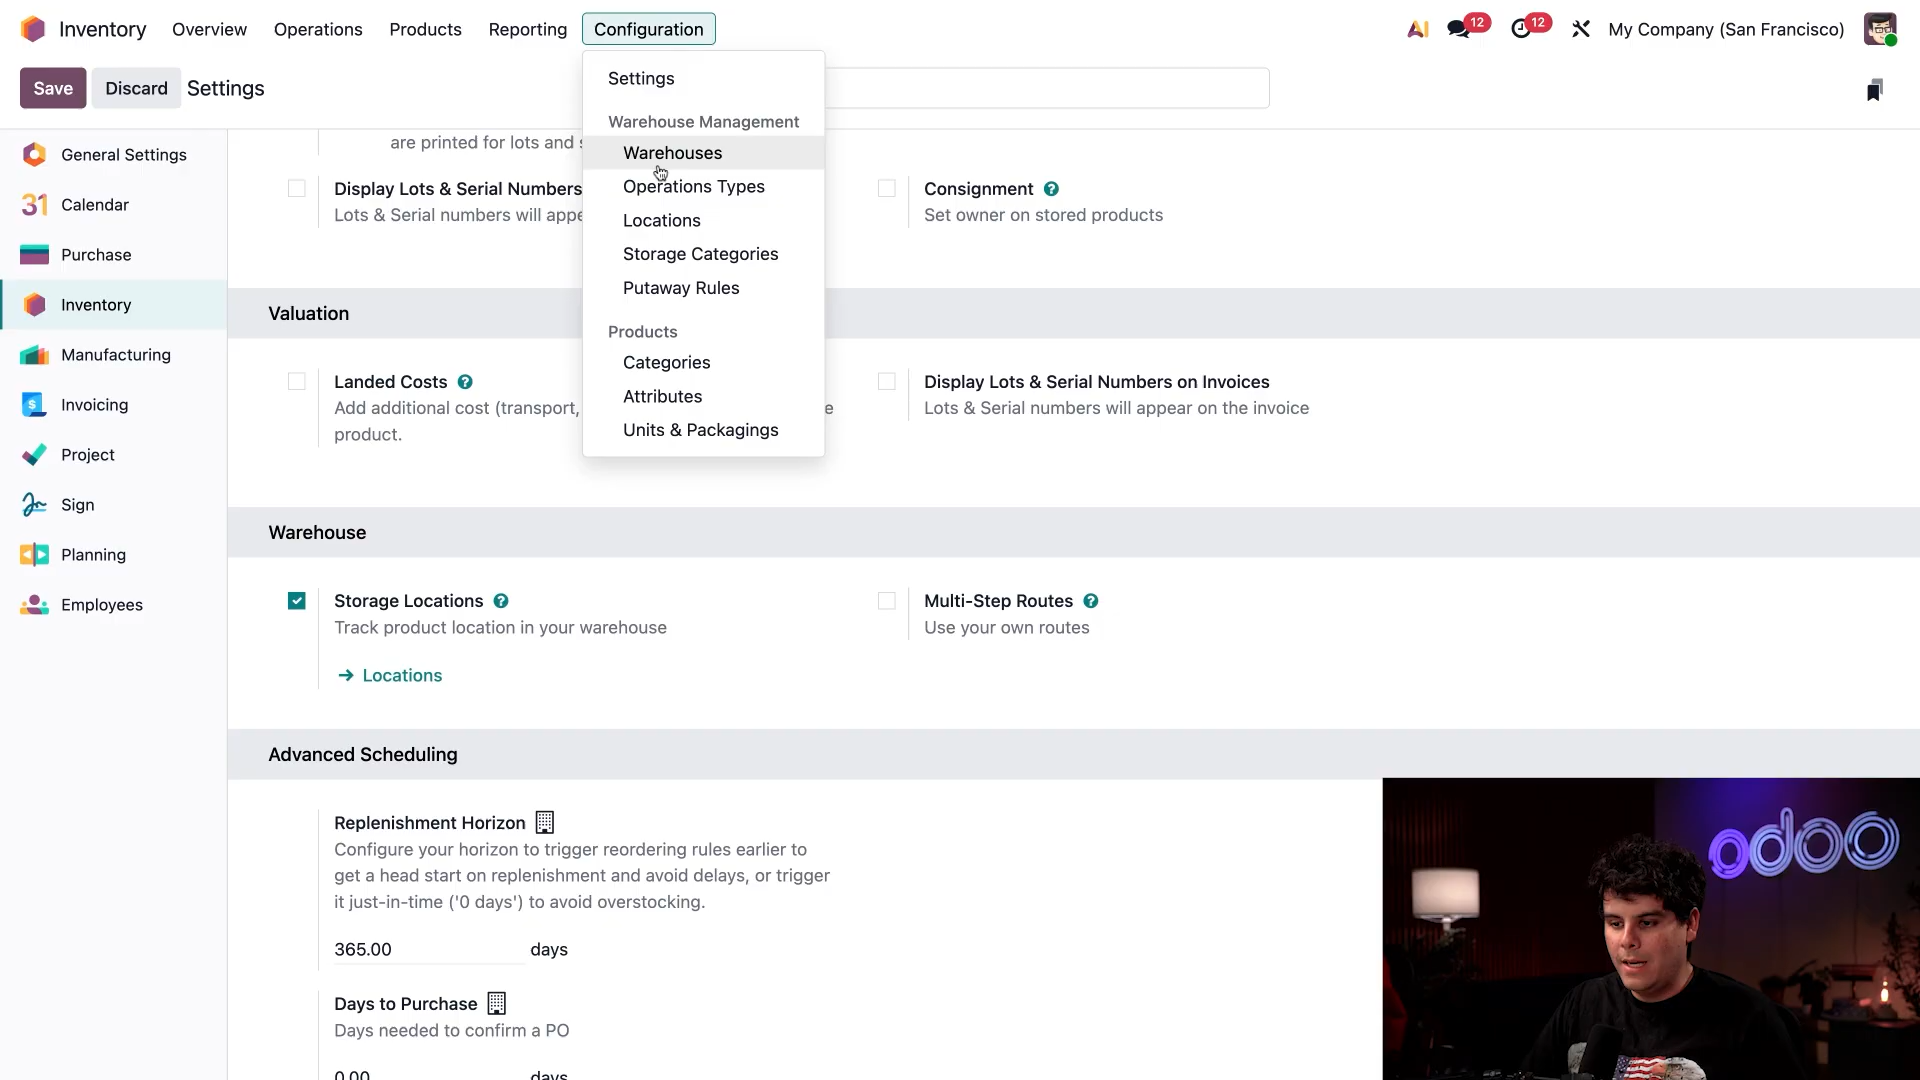 Inventory Overview Operations Products Reporting Configuration 12 12 My Company (San Francisco)
Save Discard Settings
Settings
Warehouse Management
Warehouses
Operations Types
Locations
Storage Categories
Putaway Rules
Products
Categories
Attributes
Units & Packagings
General Settings
31 Calendar
Purchase
Inventory
Manufacturing
Invoicing
Project
Sign
Planning
Employees
are printed for lots and s
Display Lots & Serial Numbers
Lots & Serial numbers will appe
Consignment ?
Set owner on stored products
Valuation
Landed Costs ?
Add additional cost (transport, e
product.
Display Lots & Serial Numbers on Invoices
Lots & Serial numbers will appear on the invoice
Warehouse
Storage Locations ?
Track product location in your warehouse
→ Locations
Multi-Step Routes ?
Use your own routes
Advanced Scheduling
Replenishment Horizon
Configure your horizon to trigger reordering rules earlier to
get a head start on replenishment and avoid delays, or trigger
it just-in-time ('0 days') to avoid overstocking.
365.00 days
Days to Purchase
Days needed to confirm a PO
0.00 days
odoo